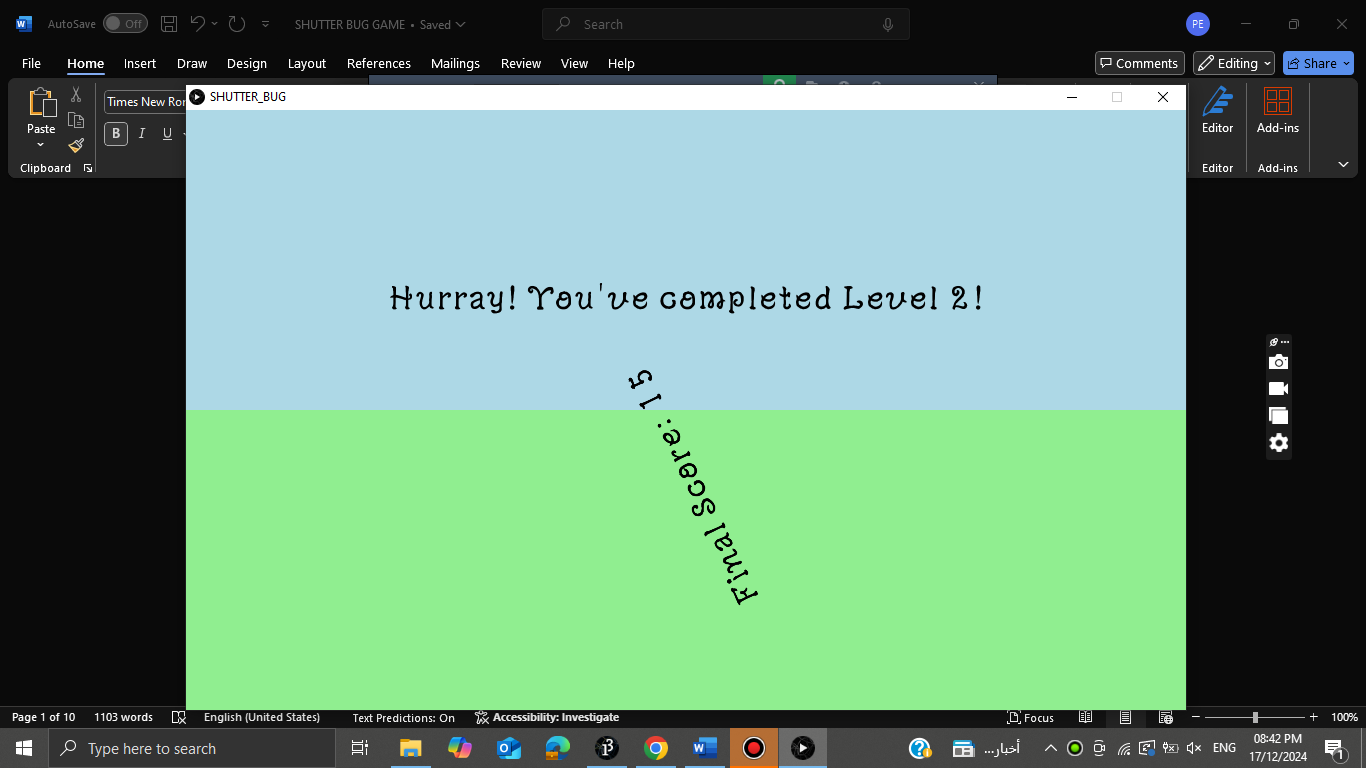 AutoSave Off SHUTTER BUG GAME • Saved Search PE
File Home Insert Draw Design Layout References Mailings Review View Help Comments Editing Share
Times New Ror
Paste B I U Editor Add-ins
Clipboard Editor Add-ins
SHUTTER_BUG
Hurray! You've completed Level 2!
Final Score: 15
Page 1 of 10 1103 words English (United States) Text Predictions: On Accessibility: Investigate Focus 100%
Type here to search أخبار... ENG 08:42 PM
17/12/2024 1